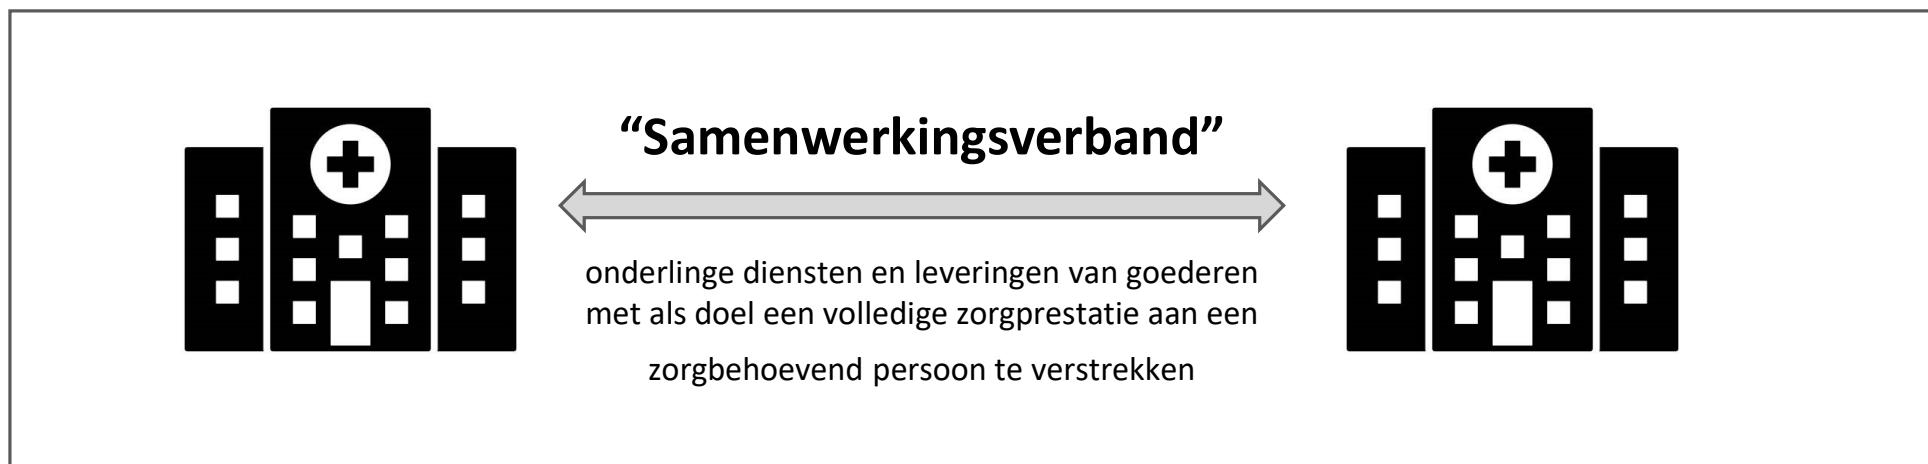 “Samenwerkingsverband”
onderlinge diensten en leveringen van goederen
met als doel een volledige zorgprestatie aan een
zorgbehoevend persoon te verstrekken